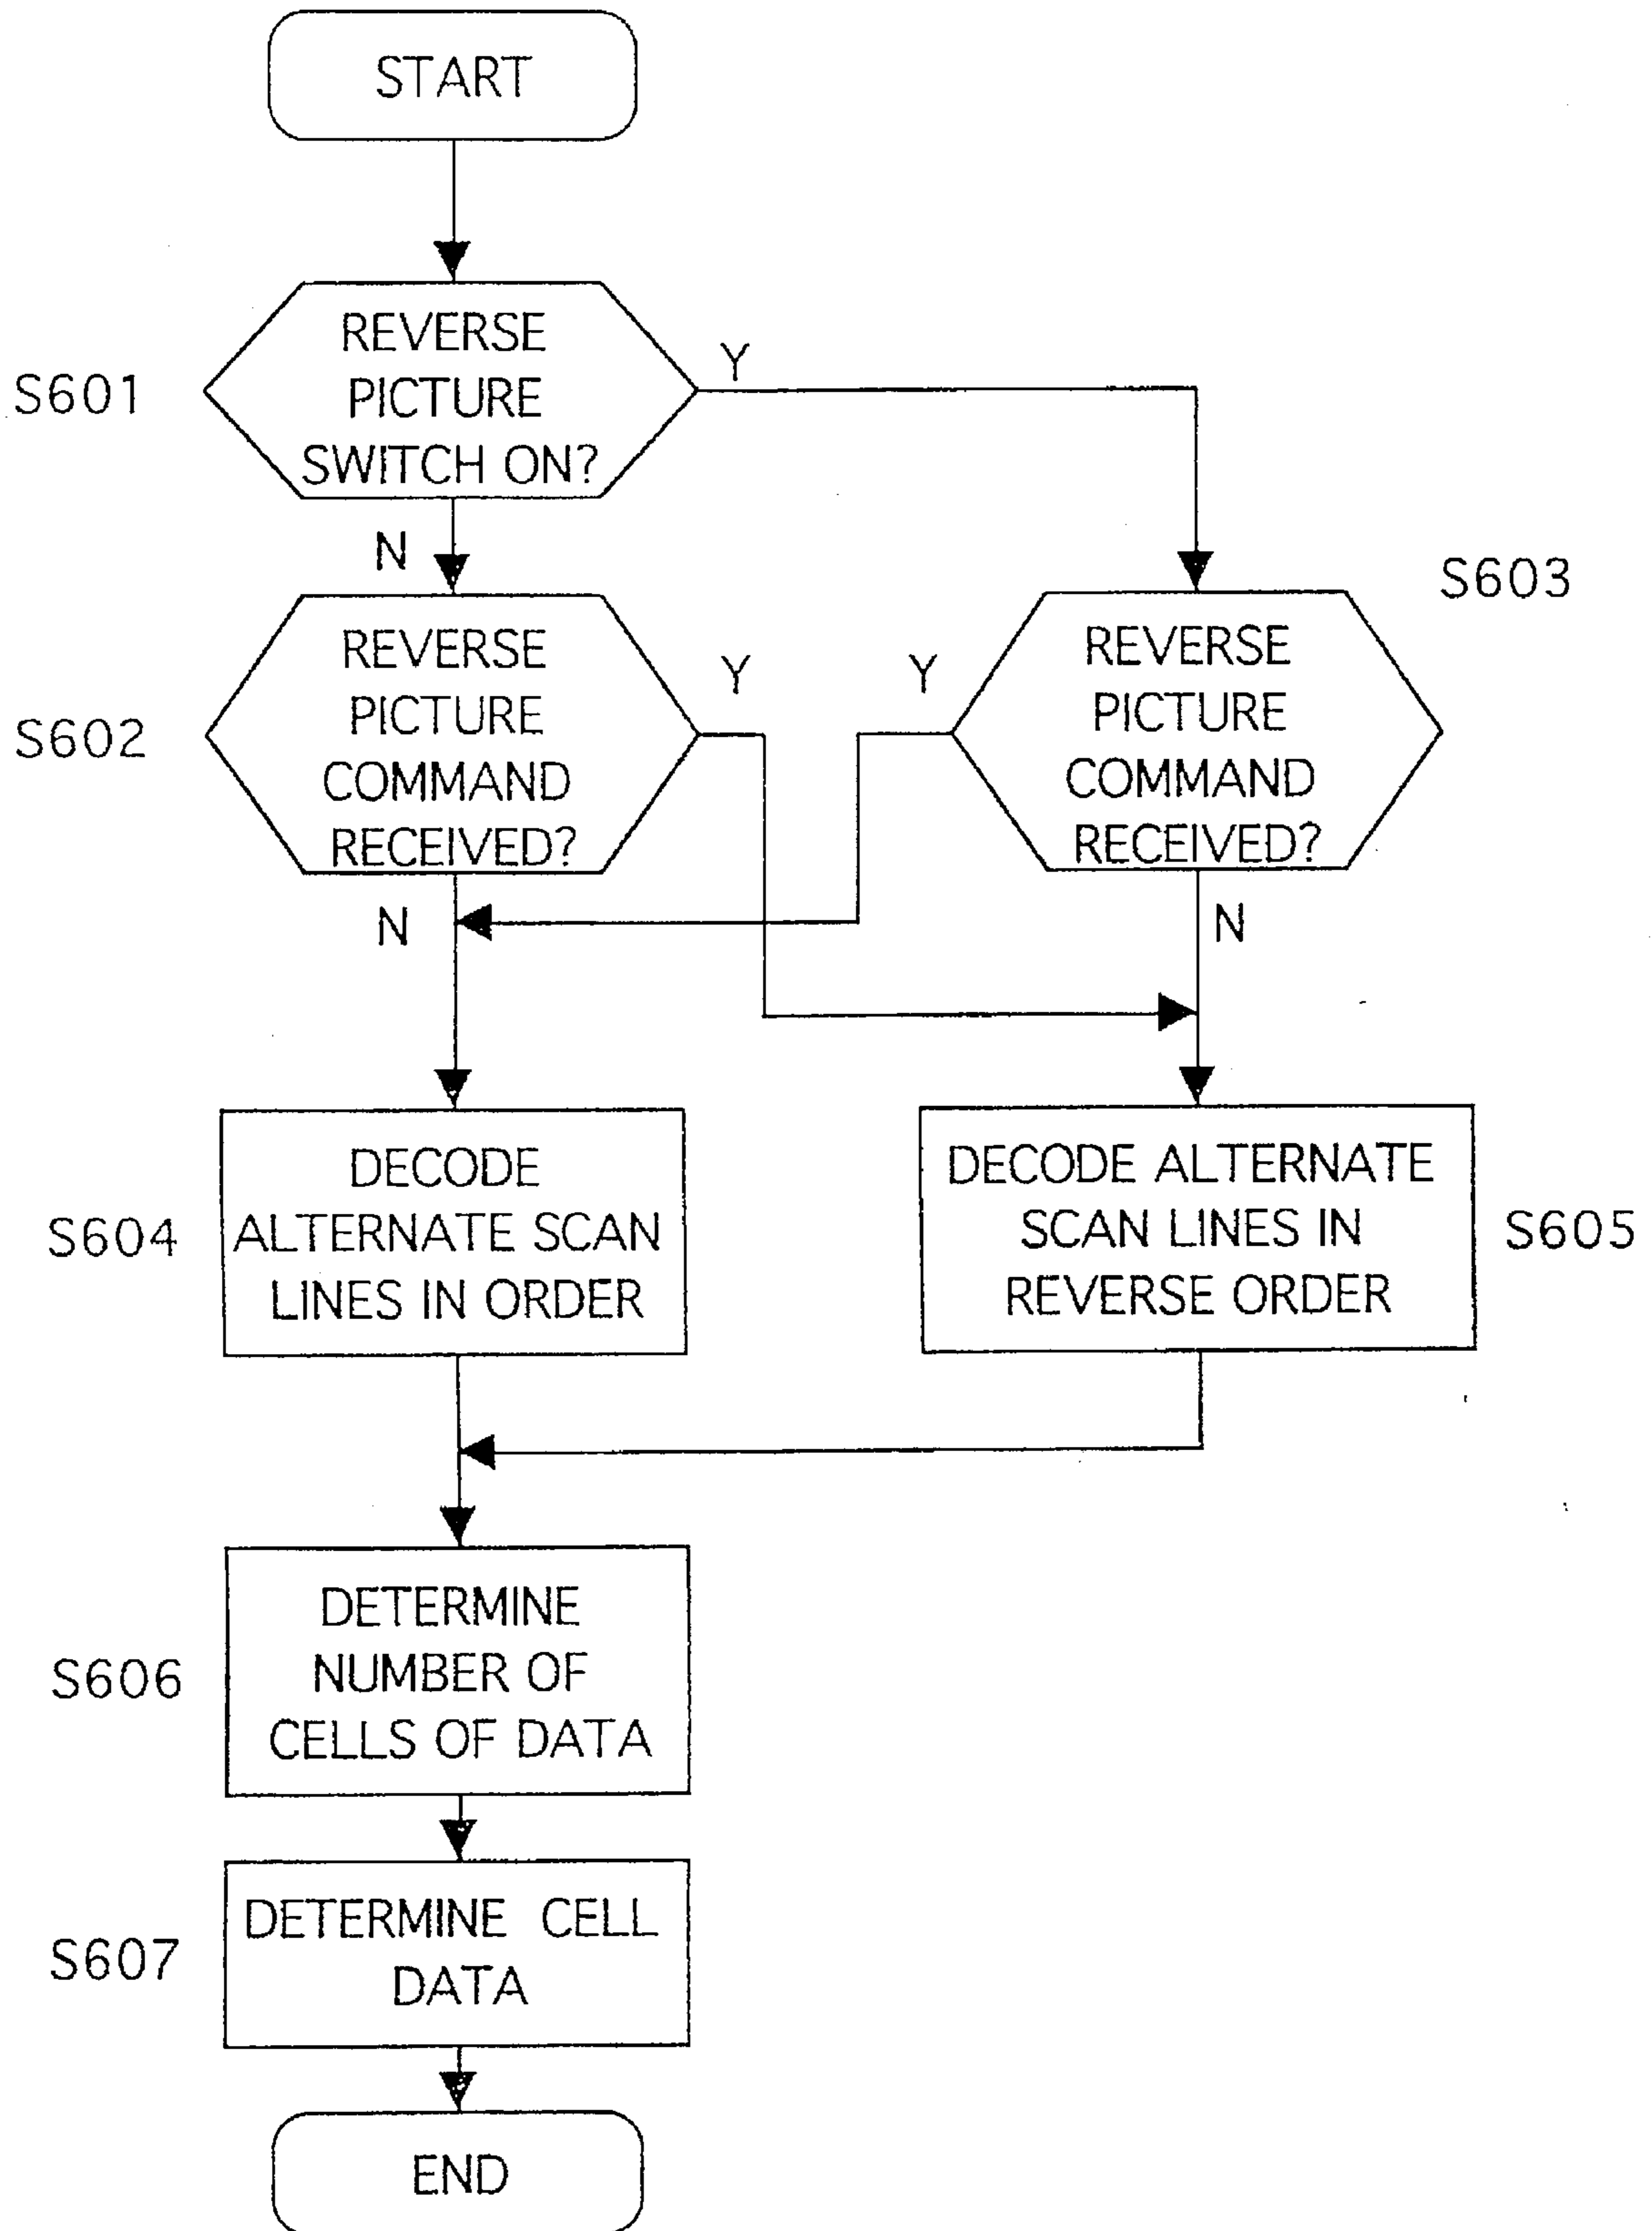 START
REVERSE
PICTURE
SWITCH ON?
S601
Y
N
REVERSE
PICTURE
COMMAND
RECEIVED?
S602
Y
N
S603
REVERSE
PICTURE
COMMAND
RECEIVED?
Y
N
DECODE
ALTERNATE SCAN
LINES IN ORDER
S604
DECODE ALTERNATE
SCAN LINES IN
REVERSE ORDER
S605
DETERMINE
NUMBER OF
CELLS OF DATA
S606
DETERMINE CELL
DATA
S607
END